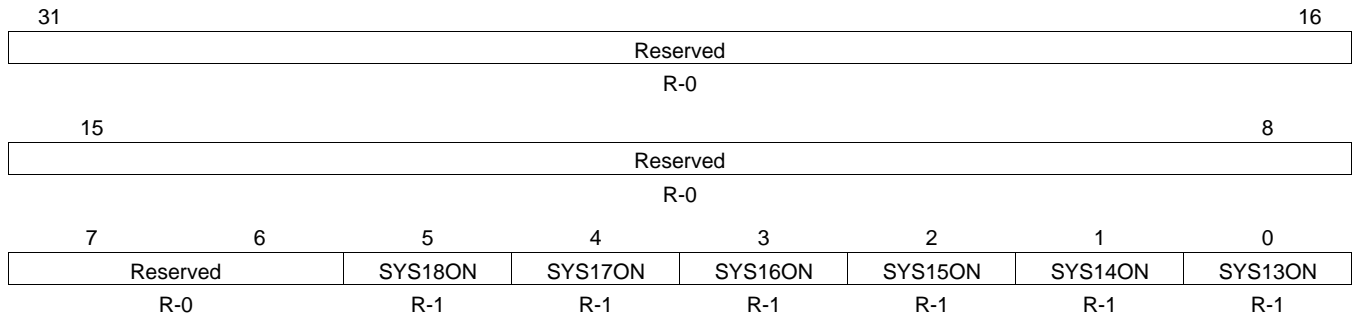 31 16
Reserved
R-0
15 8
Reserved
R-0
7 6 5 4 3 2 1 0
Reserved SYS18ON SYS17ON SYS16ON SYS15ON SYS14ON SYS13ON
R-0 R-1 R-1 R-1 R-1 R-1 R-1